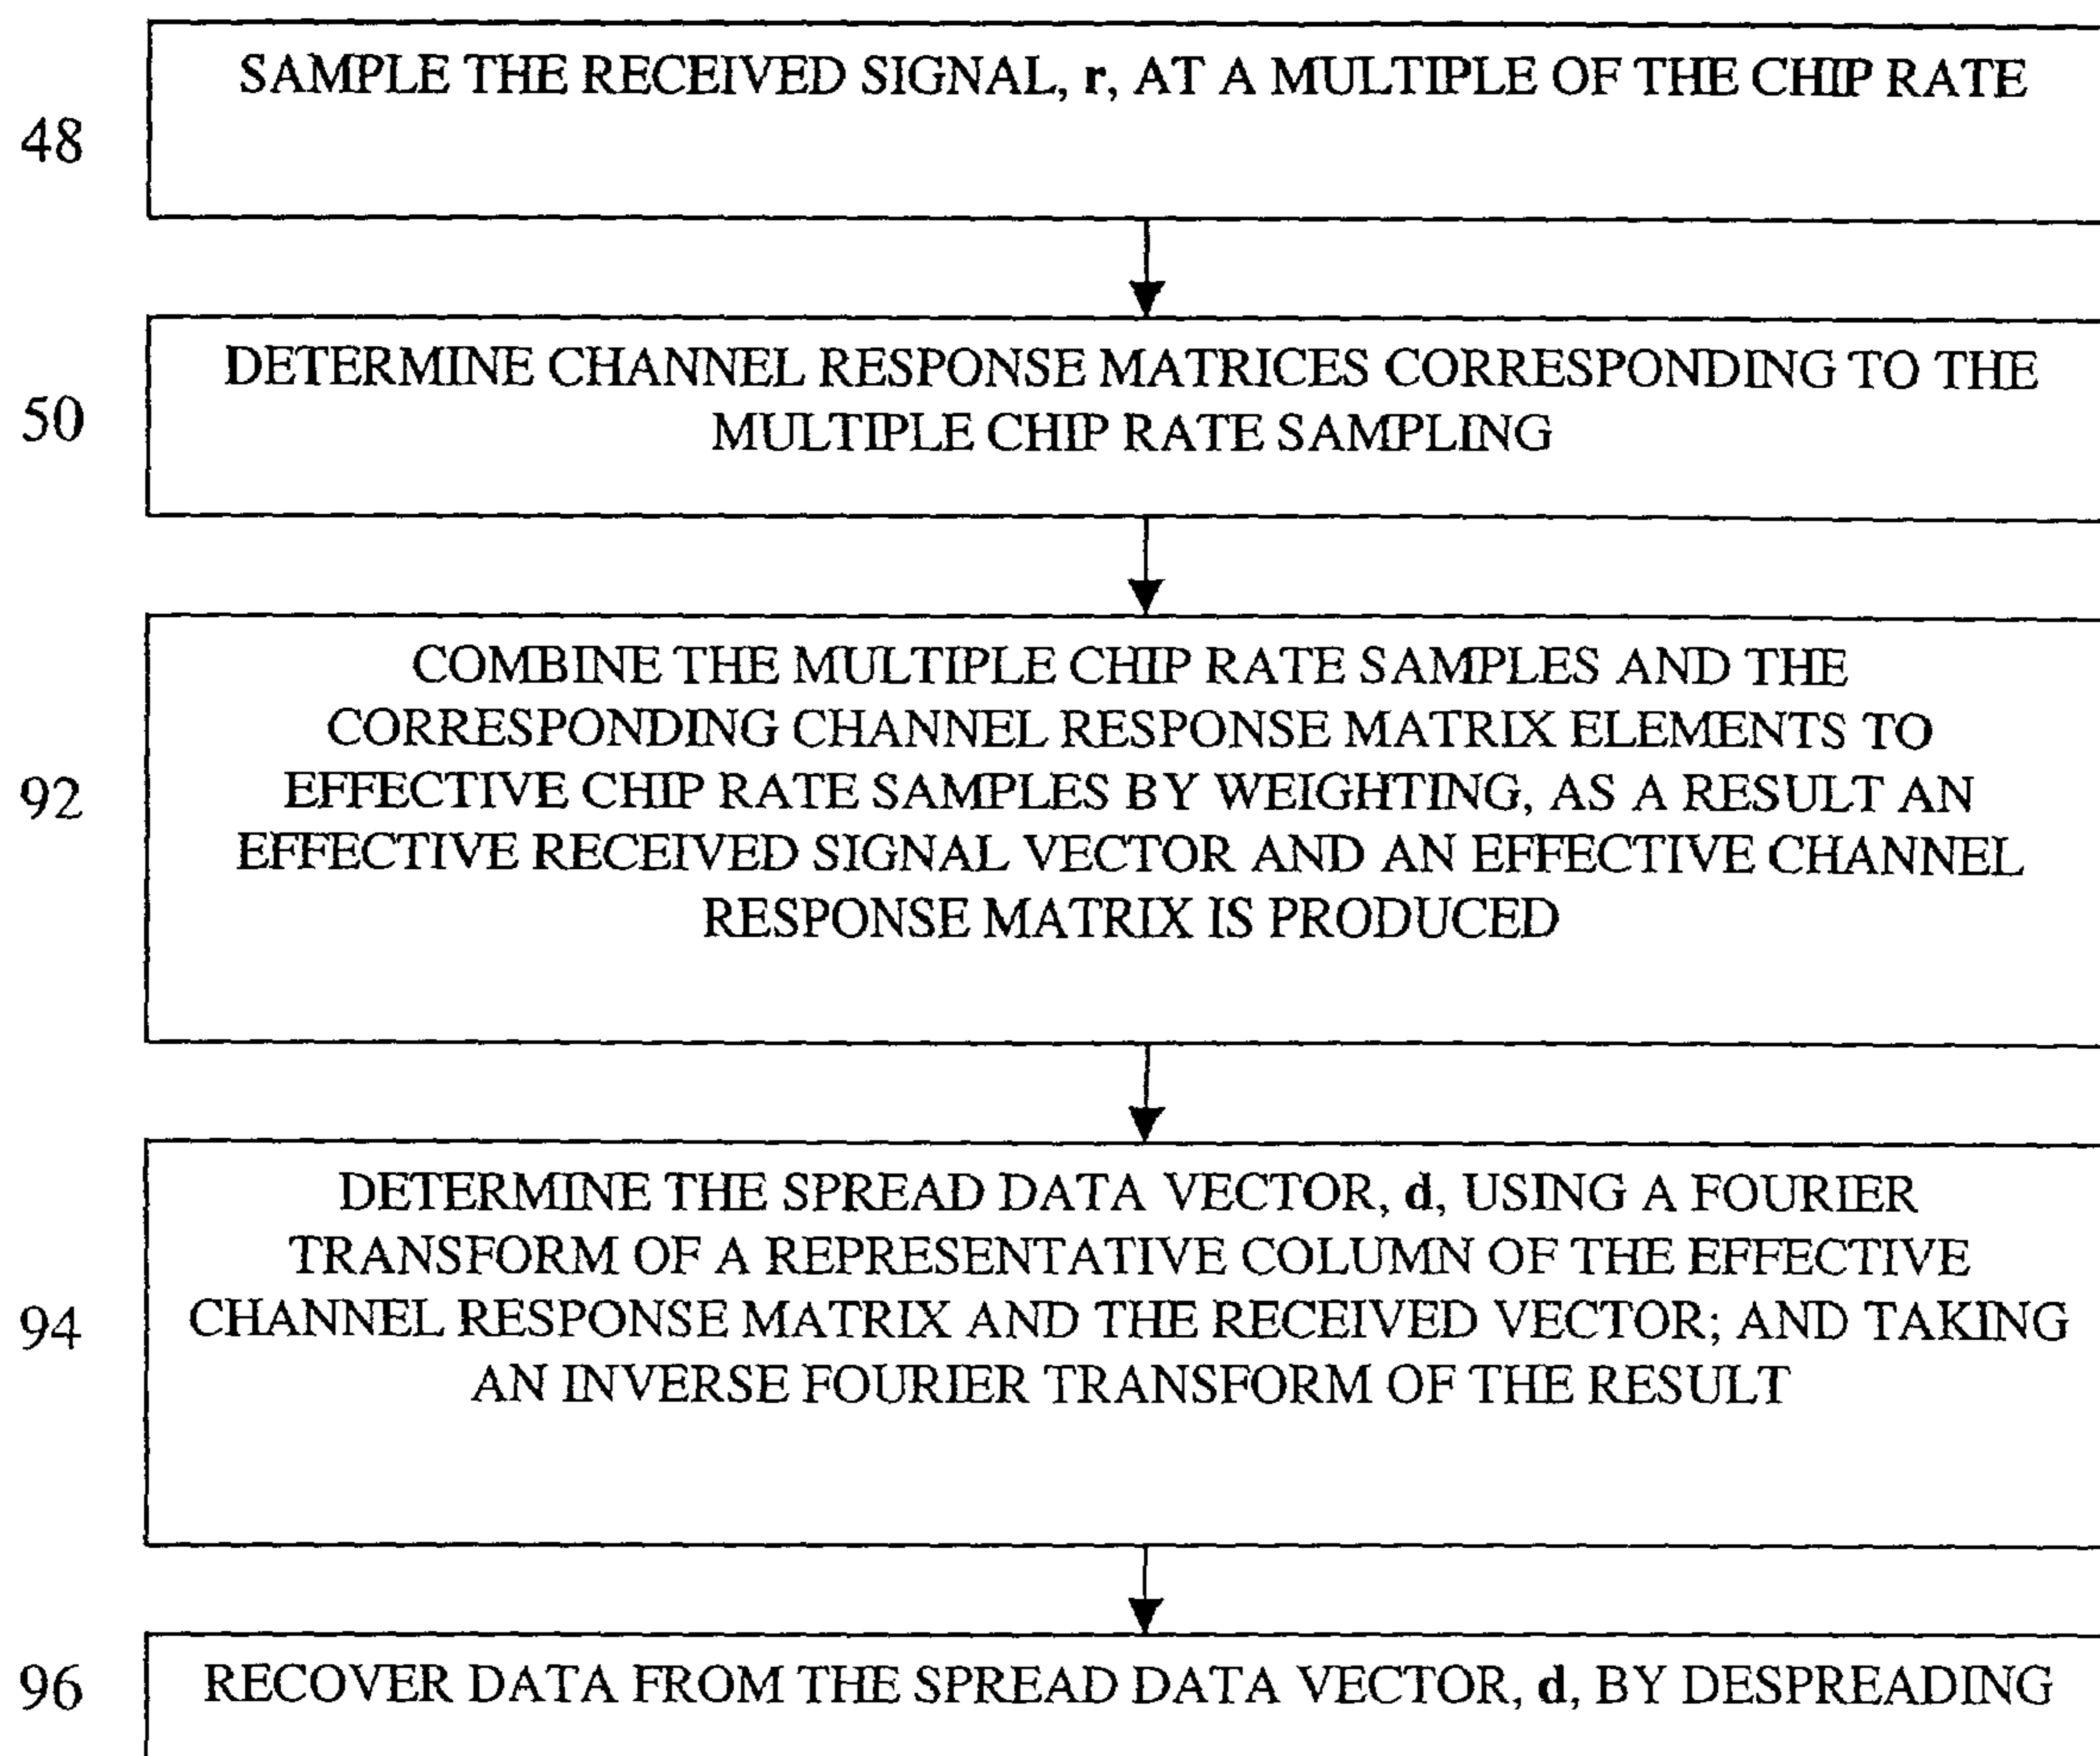 SAMPLE THE RECEIVED SIGNAL, r, AT A MULTIPLE OF THE CHIP RATE
48
DETERMINE CHANNEL RESPONSE MATRICES CORRESPONDING TO THE
MULTIPLE CHIP RATE SAMPLING
50
COMBINE THE MULTIPLE CHIP RATE SAMPLES AND THE
CORRESPONDING CHANNEL RESPONSE MATRIX ELEMENTS TO
EFFECTIVE CHIP RATE SAMPLES BY WEIGHTING, AS A RESULT AN
EFFECTIVE RECEIVED SIGNAL VECTOR AND AN EFFECTIVE CHANNEL
RESPONSE MATRIX IS PRODUCED
92
DETERMINE THE SPREAD DATA VECTOR, d, USING A FOURIER
TRANSFORM OF A REPRESENTATIVE COLUMN OF THE EFFECTIVE
CHANNEL RESPONSE MATRIX AND THE RECEIVED VECTOR; AND TAKING
AN INVERSE FOURIER TRANSFORM OF THE RESULT
94
96
RECOVER DATA FROM THE SPREAD DATA VECTOR, d, BY DESPREADING